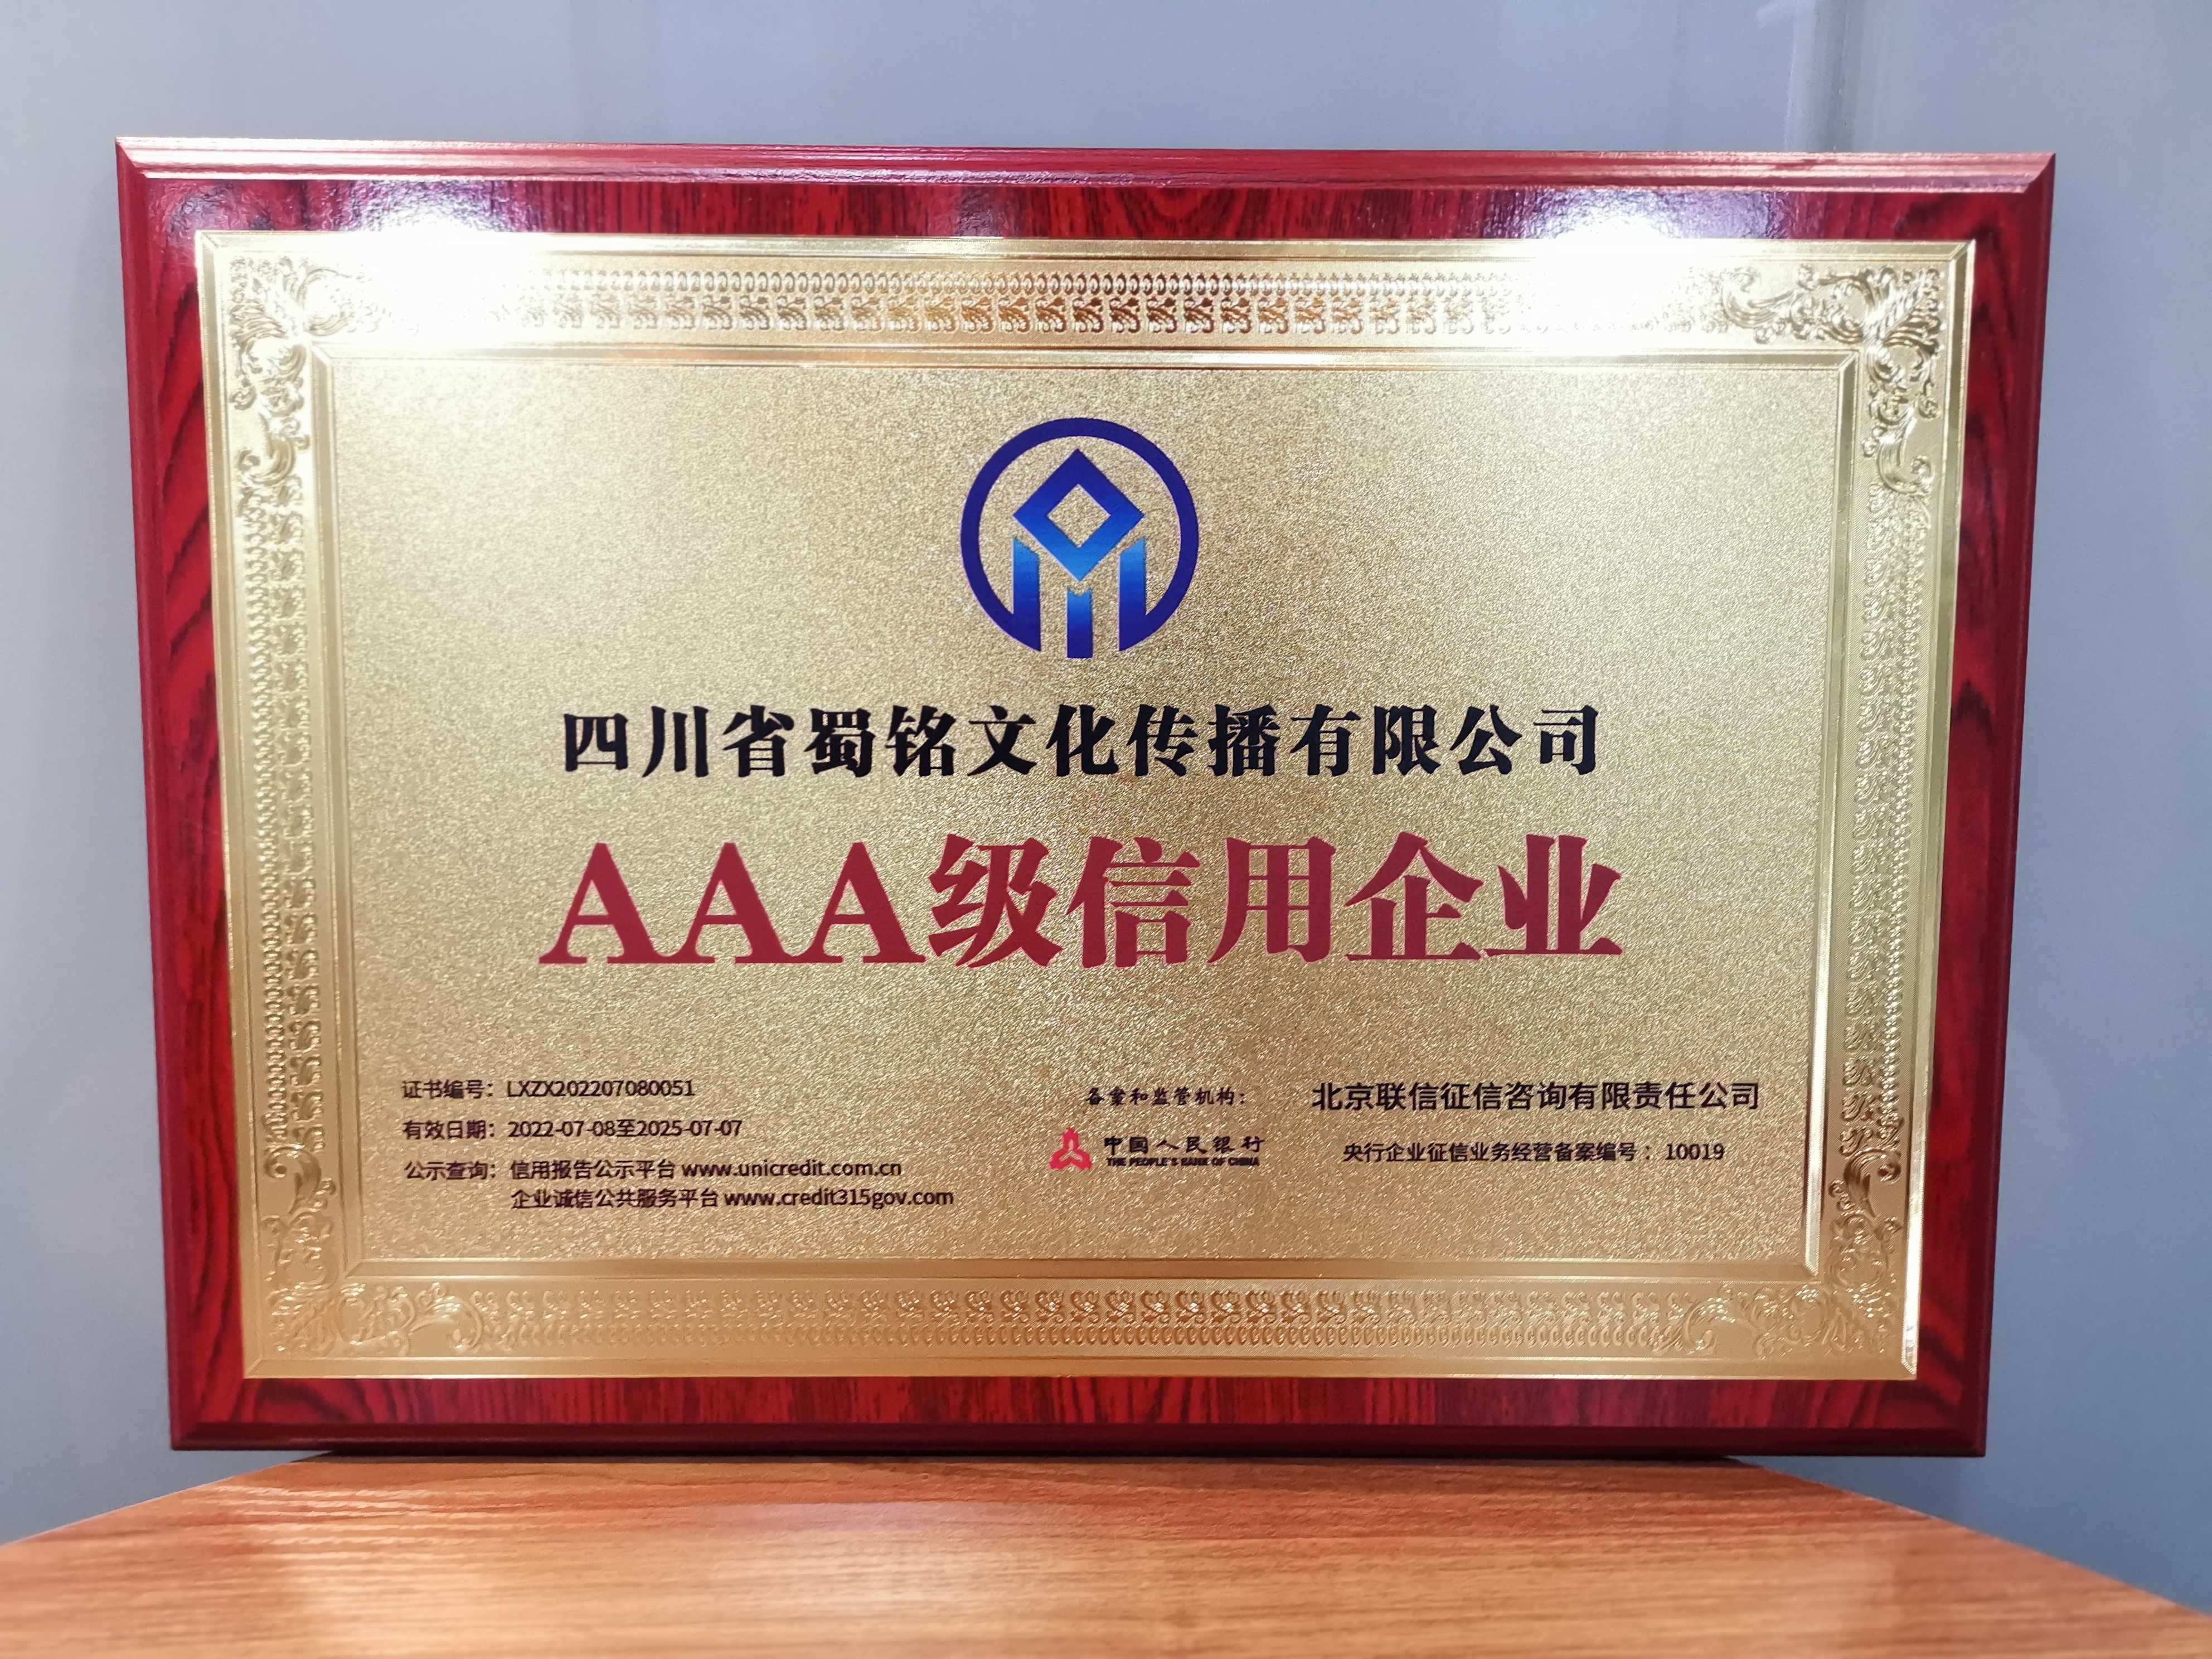 四川省蜀铭文化传播有限公司
AAA级信用企业
证书编号：LXZX202207080051
有效日期：2022-07-08至2025-07-07
公示查询：信用报告公示平台 www.unicredit.com.cn
企业诚信公共服务平台 www.credit315gov.com
备案和监管机构：
中国人民银行
THE PEOPLE'S BANK OF CHINA
北京联信征信咨询有限责任公司
央行企业征信业务经营备案编号：10019